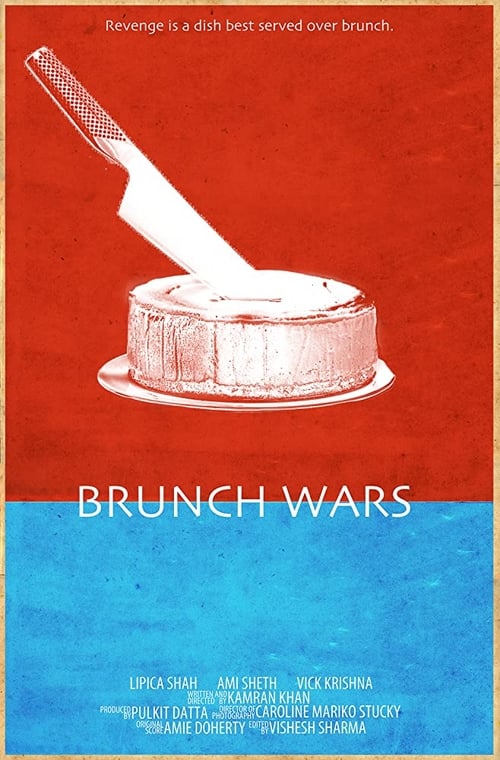 Revenge is a dish best served over brunch.
BRUNCH WARS
LIPICA SHAH AMI SHETH VICK KRISHNA
WRITTEN AND DIRECTED BY KAMRAN KHAN
PRODUCED BY PULKIT DATTA DIRECTOR OF PHOTOGRAPHY CAROLINE MARIKO STUCKY
ORIGINAL SCORE AMIE DOHERTY EDITED BY VISHESH SHARMA